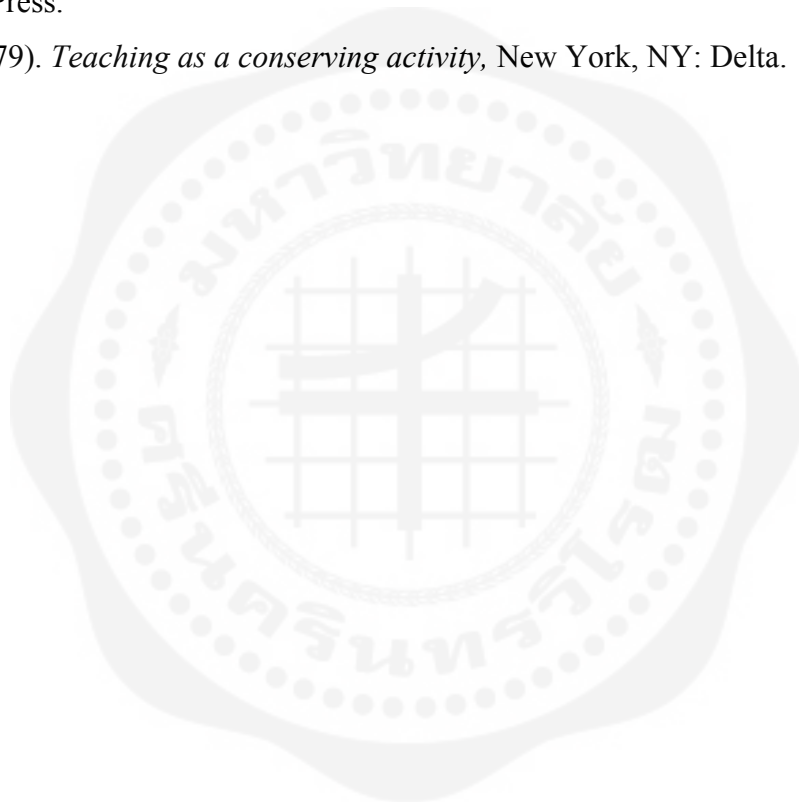 Press.
79). Teaching as a conserving activity, New York, NY: Delta.
มหาวิทยาลัย
ศรีนครินทรวิโรฒ